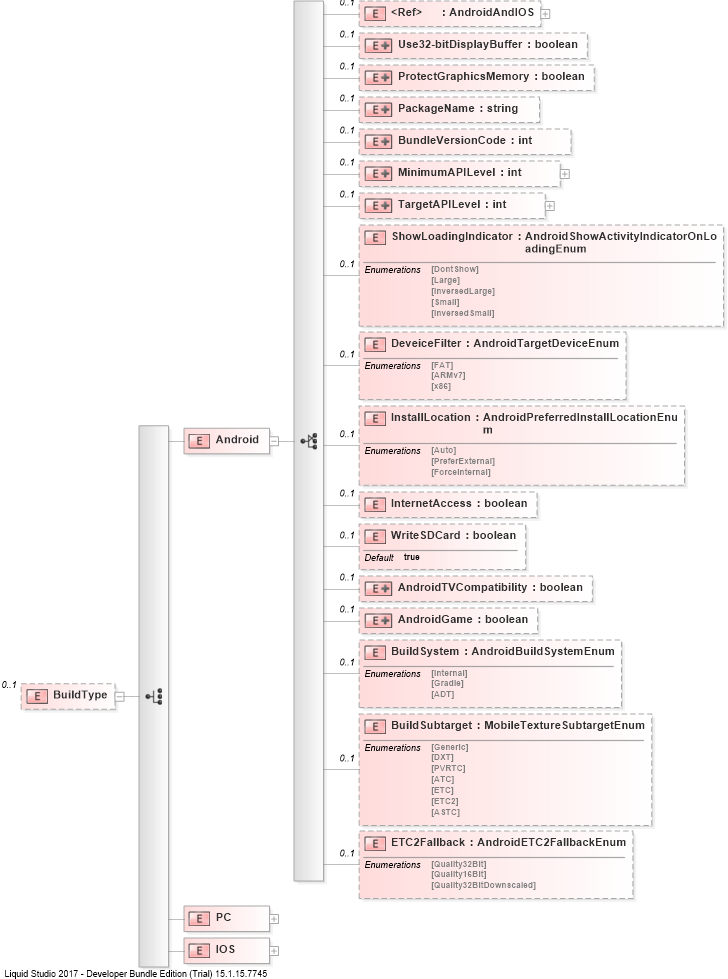 0..1
E <Ref> : AndroidAndIOS
0..1
E Use32-bitDisplayBuffer : boolean
0..1
E ProtectGraphicsMemory : boolean
0..1
E PackageName : string
0..1
E BundleVersionCode : int
0..1
E MinimumAPILevel : int
0..1
E TargetAPILevel : int
E ShowLoadingIndicator : AndroidShowActivityIndicatorOnLo
adingEnum
0..1
Enumerations [DontShow]
[Large]
[InversedLarge]
[Small]
[InversedSmall]
E DeveiceFilter : AndroidTargetDeviceEnum
0..1
Enumerations [FAT]
[ARMv7]
[x86]
E InstallLocation : AndroidPreferredInstallLocationEnu
m
0..1
Enumerations [Auto]
[PreferExternal]
[ForceInternal]
E Android
0..1
E InternetAccess : boolean
0..1
E WriteSDCard : boolean
Default true
0..1
E AndroidTVCompatibility : boolean
0..1
E AndroidGame : boolean
E BuildSystem : AndroidBuildSystemEnum
0..1
Enumerations [Internal]
[Gradle]
[ADT]
0..1
E BuildType
E BuildSubtarget : MobileTextureSubtargetEnum
0..1
Enumerations [Generic]
[DXT]
[PVRTC]
[ATC]
[ETC]
[ETC2]
[ASTC]
E ETC2Fallback : AndroidETC2FallbackEnum
0..1
Enumerations [Quality32Bit]
[Quality16Bit]
[Quality32BitDownscaled]
E PC
E IOS
Liquid Studio 2017 - Developer Bundle Edition (Trial) 15.1.15.7745